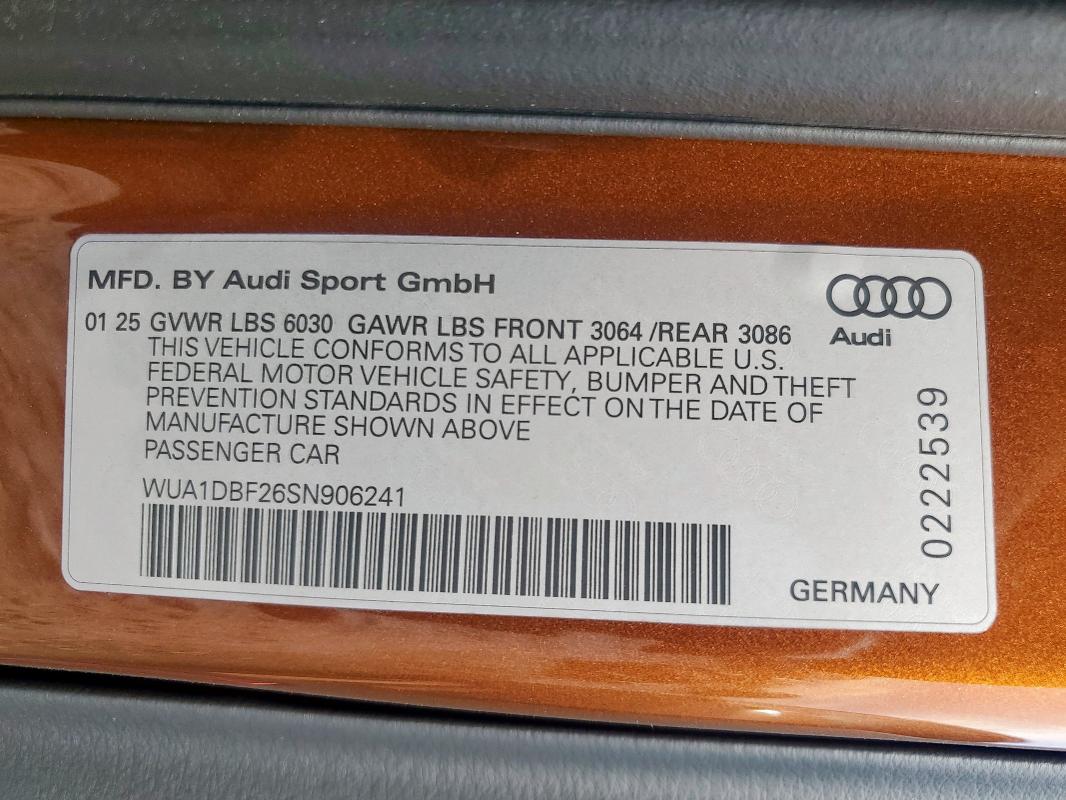 MFD. BY Audi Sport GmbH
Audi
01 25 GVWR LBS 6030 GAWR LBS FRONT 3064 /REAR 3086
THIS VEHICLE CONFORMS TO ALL APPLICABLE U.S.
FEDERAL MOTOR VEHICLE SAFETY, BUMPER AND THEFT
PREVENTION STANDARDS IN EFFECT ON THE DATE OF
MANUFACTURE SHOWN ABOVE
PASSENGER CAR
WUA1DBF26SN906241
0222539
GERMANY